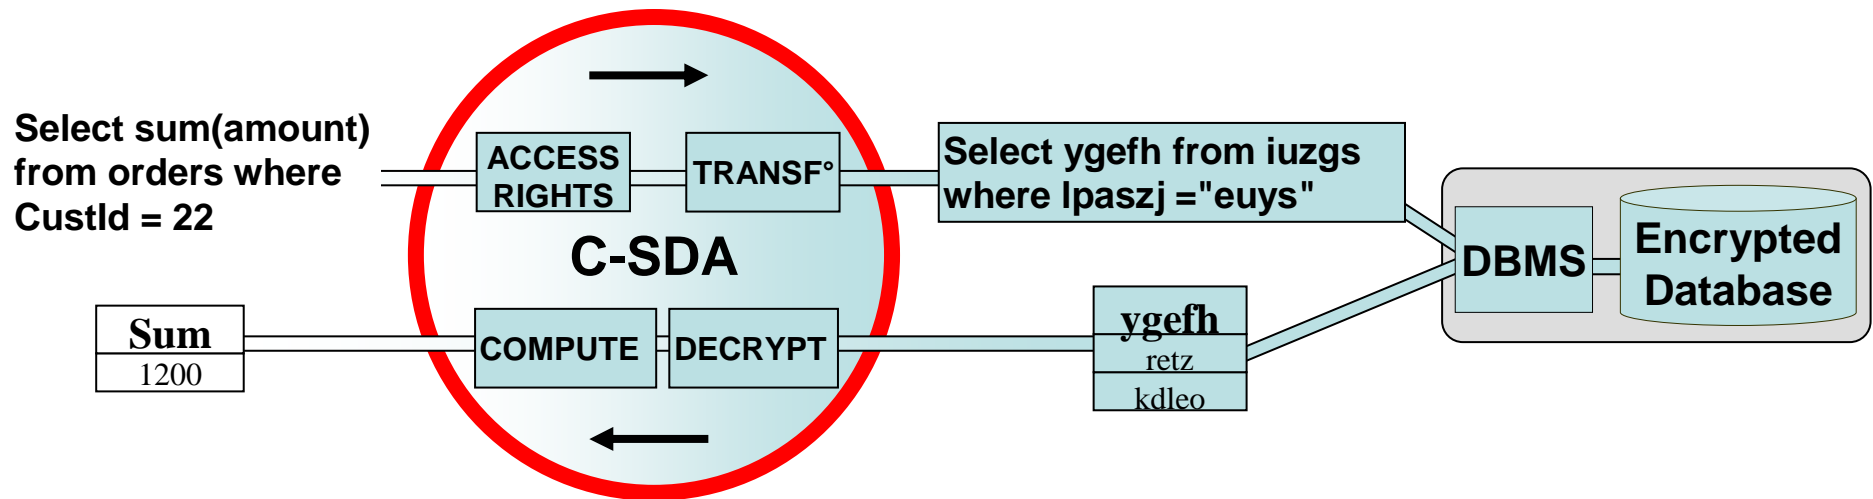 Select sum(amount)
from orders where
CustId = 22
ACCESS
RIGHTS
TRANSF°
Select ygefh from iuzgs
where lpaszj ="euys"
DBMS
Encrypted
Database
C-SDA
Sum
1200
COMPUTE
DECRYPT
ygefh
retz
kdleo